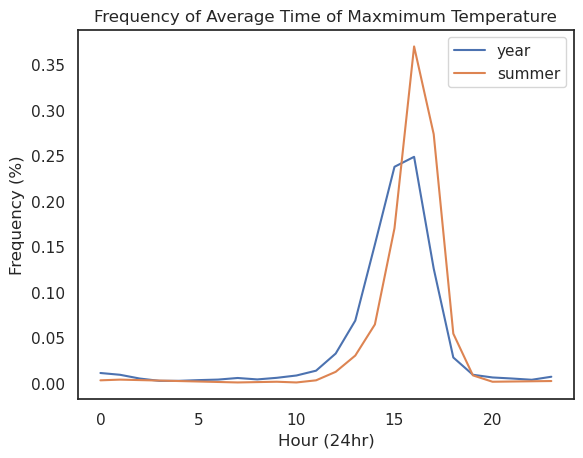 Frequency of Average Time of Maxmimum Temperature
year
summer
Frequency (%)
0.35
0.30
0.25
0.20
0.15
0.10
0.05
0.00
0
5
10
15
20
Hour (24hr)